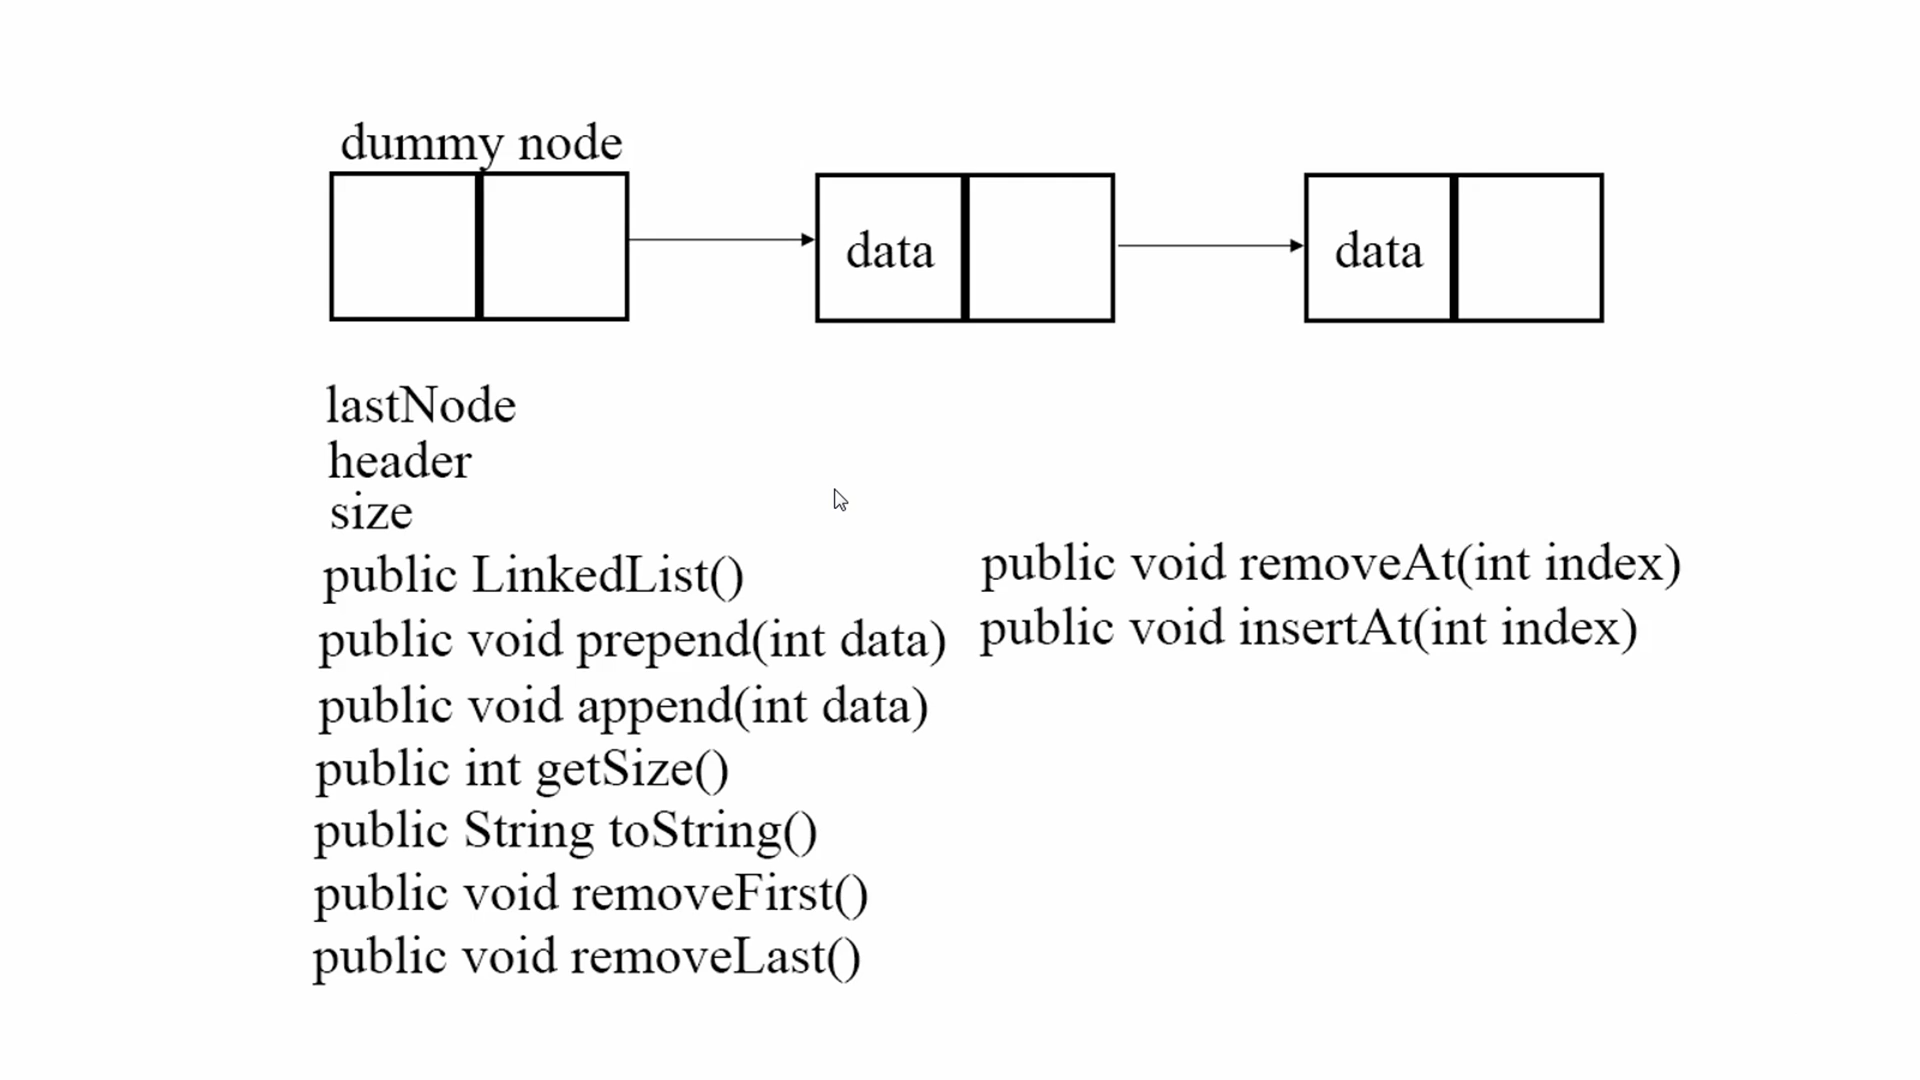 dummy node
data
data
lastNode
header
size
public LinkedList()
public void prepend(int data)
public void append(int data)
public int getSize()
public String toString()
public void removeFirst()
public void removeLast()
public void removeAt(int index)
public void insertAt(int index)